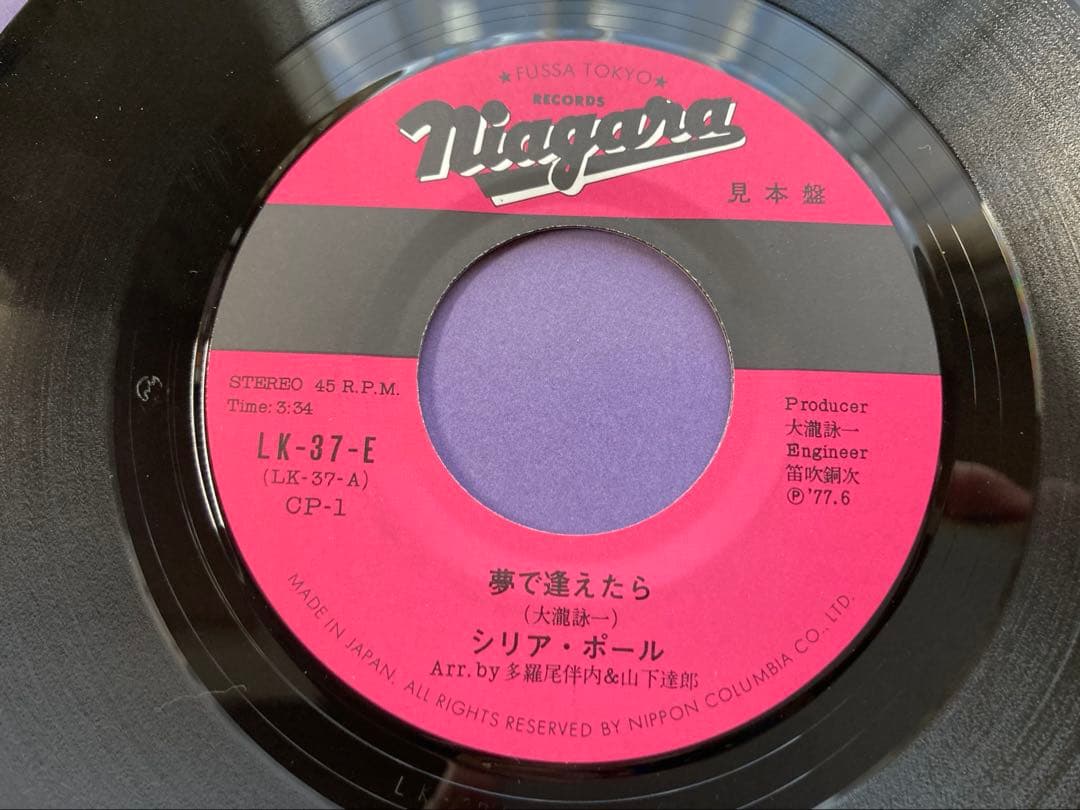 ★FUSSA TOKYO★
RECORDS
Niagara
見本盤
STEREO 45 R.P.M.
Time: 3:34
LK-37-E
(LK-37-A)
CP-1
Producer
大瀧詠一
Engineer
笛吹銅次
Ⓟ'77.6
夢で逢えたら
(大瀧詠一)
シリア・ポール
Arr.by 多羅尾伴内&山下達郎
MADE IN JAPAN. ALL RIGHTS RESERVED BY NIPPON COLUMBIA CO., LTD.